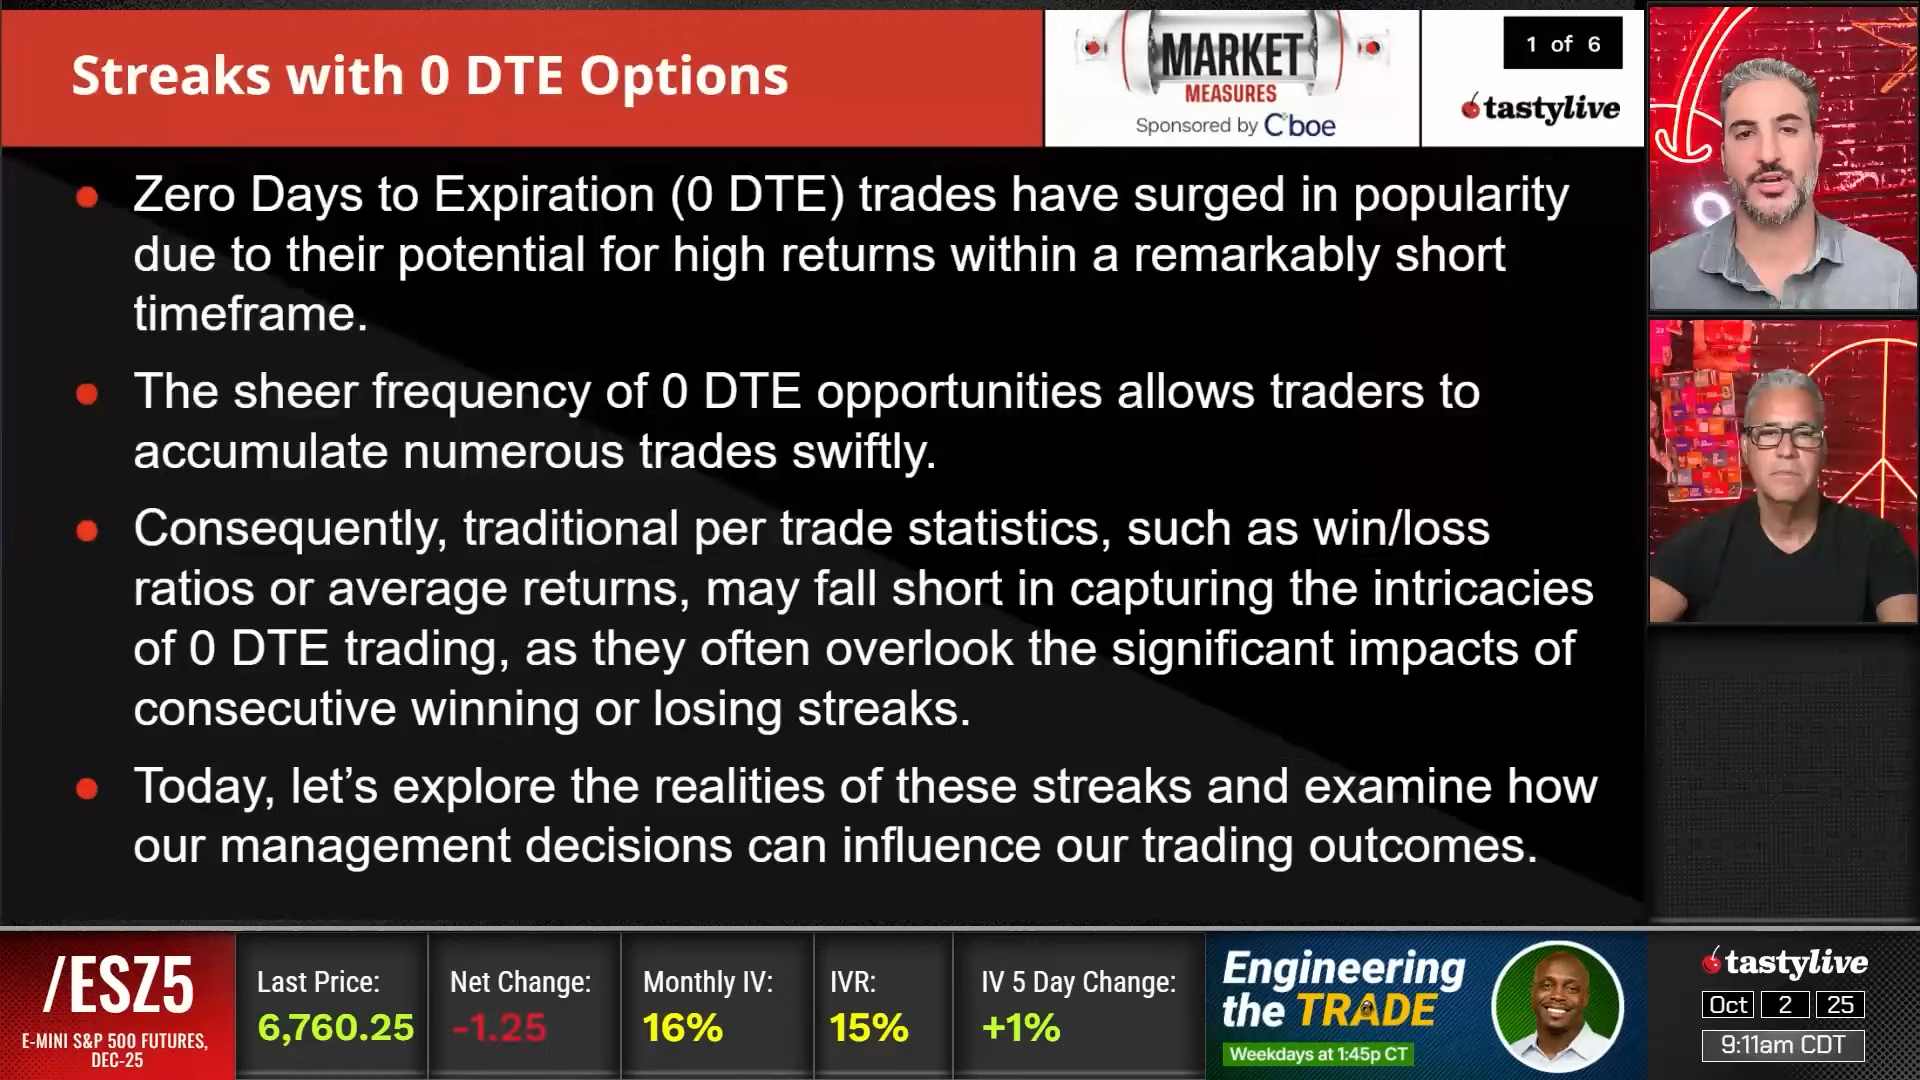 Streaks with 0 DTE Options
MARKET
MEASURES
Sponsored by Cboe
1 of 6
tastylive
Zero Days to Expiration (0 DTE) trades have surged in popularity
due to their potential for high returns within a remarkably short
timeframe.
The sheer frequency of 0 DTE opportunities allows traders to
accumulate numerous trades swiftly.
Consequently, traditional per trade statistics, such as win/loss
ratios or average returns, may fall short in capturing the intricacies
of 0 DTE trading, as they often overlook the significant impacts of
consecutive winning or losing streaks.
Today, let’s explore the realities of these streaks and examine how
our management decisions can influence our trading outcomes.
/ESZ5
E-MINI S&P 500 FUTURES,
DEC-25
Last Price:
6,760.25
Net Change:
-1.25
Monthly IV:
16%
IVR:
15%
IV 5 Day Change:
+1%
Engineering
the TRADE
Weekdays at 1:45p CT
tastylive
Oct 2 25
9:11am CDT